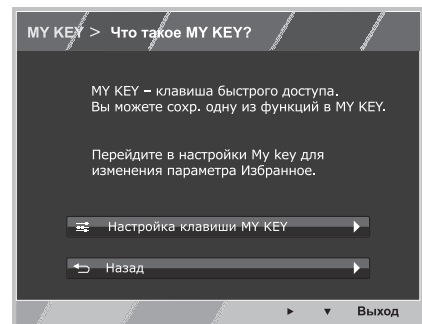 MY KEY > Что такое MY KEY?
MY KEY – клавиша быстрого доступа.
Вы можете сохр. одну из функций в MY KEY.
Перейдите в настройки My key для
изменения параметра Избранное.
Настройка клавиши MY KEY
Назад
Выход